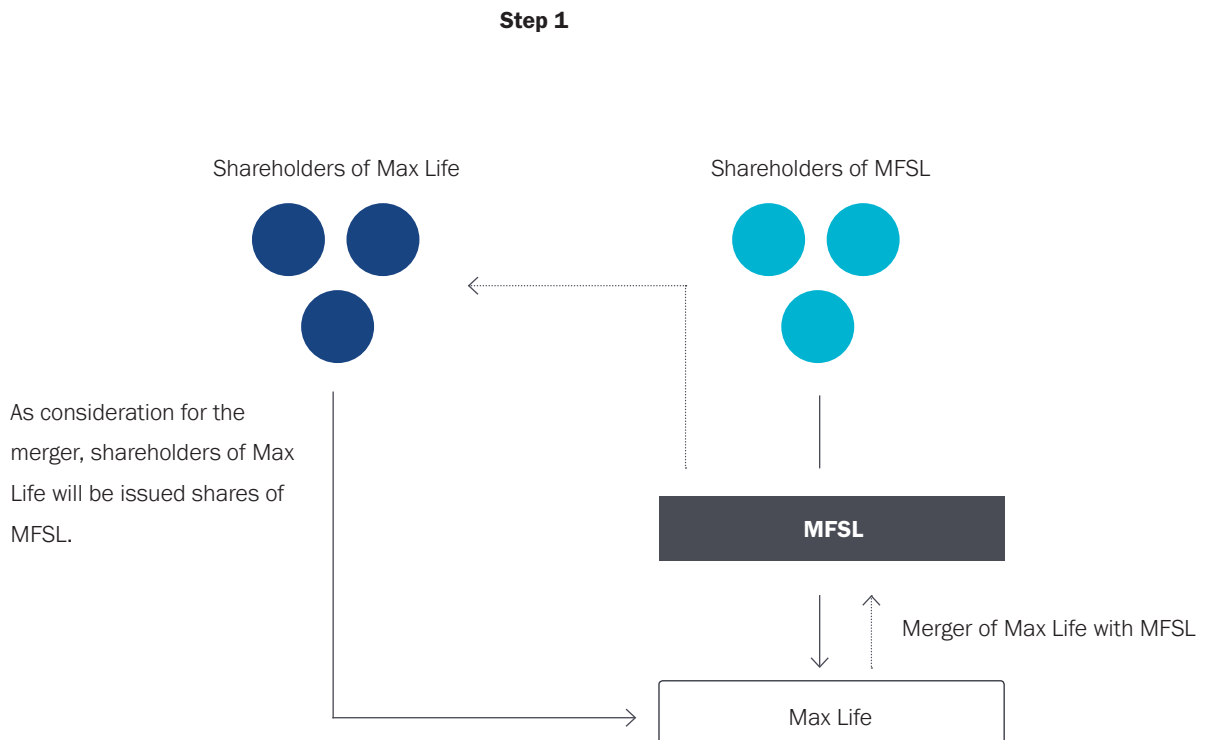 Step 1
Shareholders of Max Life
Shareholders of MFSL
As consideration for the
merger, shareholders of Max
Life will be issued shares of
MFSL.
MFSL
Merger of Max Life with MFSL
Max Life